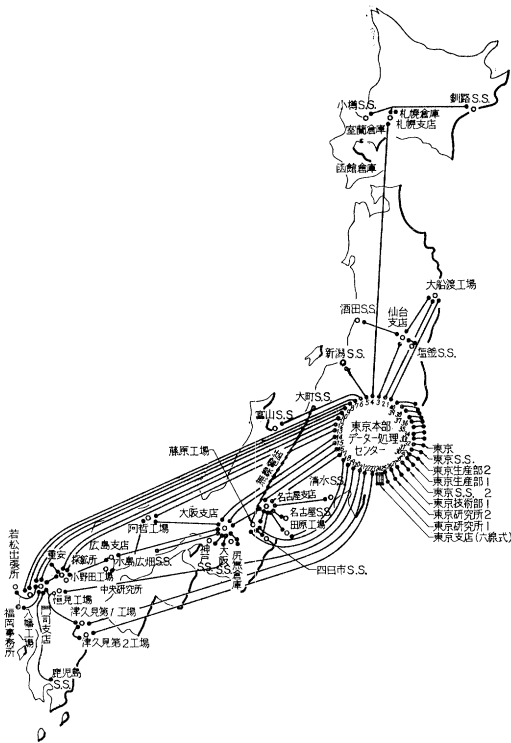 小樽S.S.
釧路S.S.
札幌倉庫
室蘭倉庫
札幌支店
函館倉庫
大船渡工場
酒田S.S.
仙台
支店
塩釜S.S.
新潟S.S.
大町S.S.
富山S.S.
東京本部
データー処理
センター
藤原工場
東京
東京S.S.
東京生産部2
東京生産部1
東京S.S. 2
東京技術部1
東京研究所2
東京研究所1
東京支店(六線式)
清水S.S.
名古屋支店
名古屋S.S.
田原工場
四日市S.S.
大阪支店
阿哲工場
広島支店
水島広畑S.S.
神戸S.S.
大阪S.S.
尻無倉庫
若松出張所
重安
探鉱所
小野田工場
中央研究所
恒見工場
津久見第1工場
津久見第2工場
門司支店
八幡工場
福岡事務所
鹿児島
S.S.